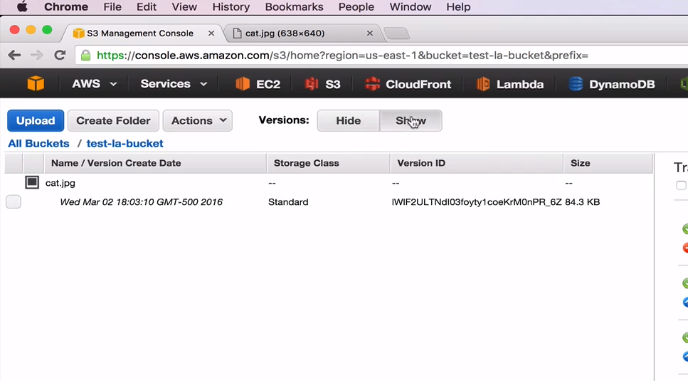 Chrome File Edit View History Bookmarks People Window Help
S3 Management Console cat.jpg (638×640)
https://console.aws.amazon.com/s3/home?region=us-east-1&bucket=test-la-bucket&prefix=
AWS Services EC2 S3 CloudFront Lambda DynamoDB
Upload Create Folder Actions Versions: Hide Show
All Buckets / test-la-bucket
Name / Version Create Date Storage Class Version ID Size
cat.jpg -- -- --
Wed Mar 02 18:03:10 GMT-500 2016 Standard 84.3 KB